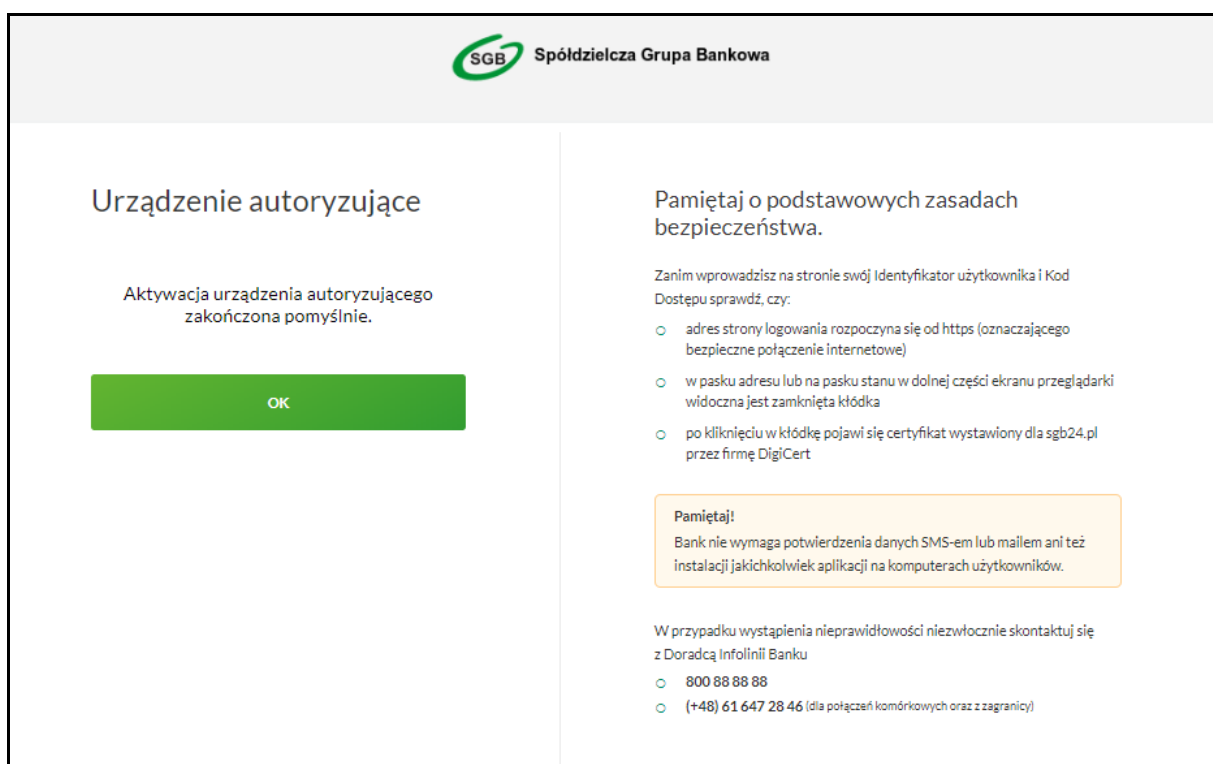 SGB Spółdzielcza Grupa Bankowa
Urządzenie autoryzujące
Aktywacja urządzenia autoryzującego
zakończona pomyślnie.
OK
Pamiętaj o podstawowych zasadach
bezpieczeństwa.
Zanim wprowadzisz na stronie swój Identyfikator użytkownika i Kod
Dostępu sprawdź, czy:
adres strony logowania rozpoczyna się od https (oznaczającego
bezpieczne połączenie internetowe)
w pasku adresu lub na pasku stanu w dolnej części ekranu przeglądarki
widoczna jest zamknięta kłódka
po kliknięciu w kłódkę pojawi się certyfikat wystawiony dla sgb24.pl
przez firmę DigiCert
Pamiętaj!
Bank nie wymaga potwierdzenia danych SMS-em lub mailem ani też
instalacji jakichkolwiek aplikacji na komputerach użytkowników.
W przypadku wystąpienia nieprawidłowości niezwłocznie skontaktuj się
z Doradcą Infolinii Banku
800 88 88 88
(+48) 61 647 28 46 (dla połączeń komórkowych oraz z zagranicy)